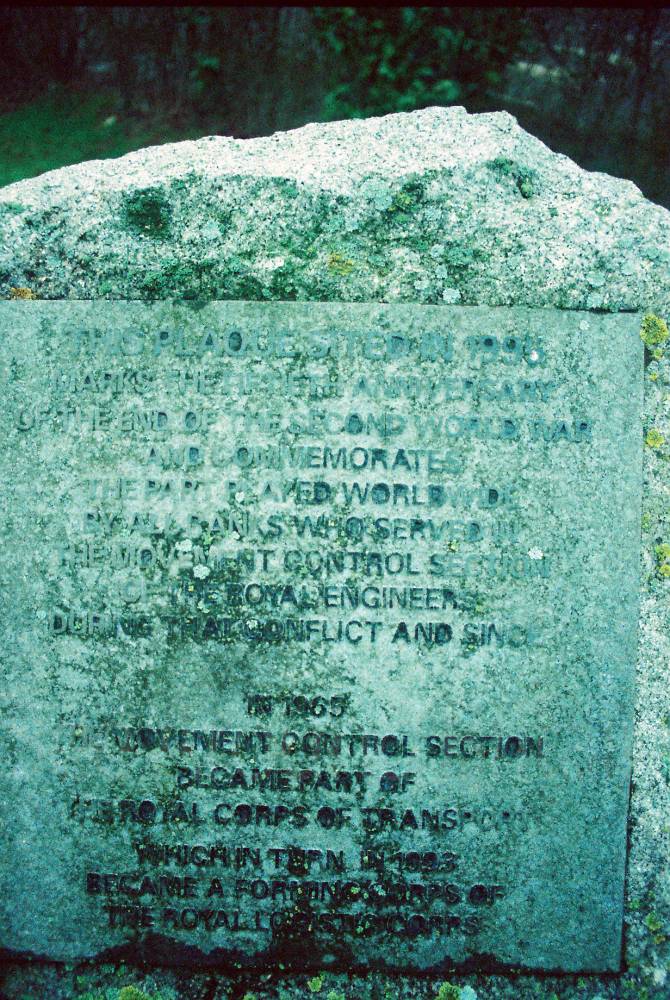 THIS PLAQUE SITED IN 1995
MARKS THE FIFTIETH ANNIVERSARY
OF THE END OF THE SECOND WORLD WAR
AND COMMEMORATES
THE PART PLAYED WORLDWIDE
BY ALL RANKS WHO SERVED IN
THE MOVEMENT CONTROL SECTION
OF THE ROYAL ENGINEERS
DURING THAT CONFLICT AND SINCE
IN 1965
THE MOVEMENT CONTROL SECTION
BECAME PART OF
THE ROYAL CORPS OF TRANSPORT
WHICH IN TURN IN 1993
BECAME A FORMING CORPS OF
THE ROYAL LOGISTIC CORPS